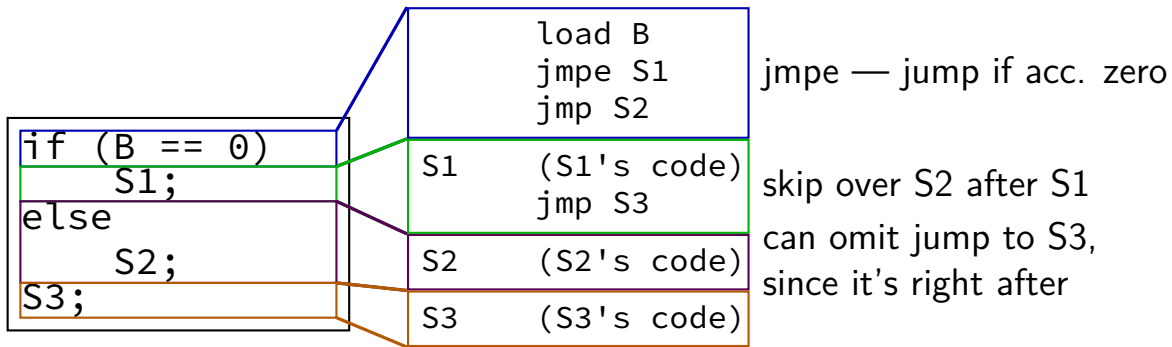 if (B == 0)
    S1;
else
    S2;
S3;
load B
jmpe S1
jmp S2
jmpe — jump if acc. zero
S1    (S1's code)
jmp S3
skip over S2 after S1
S2    (S2's code)
can omit jump to S3,
since it's right after
S3    (S3's code)